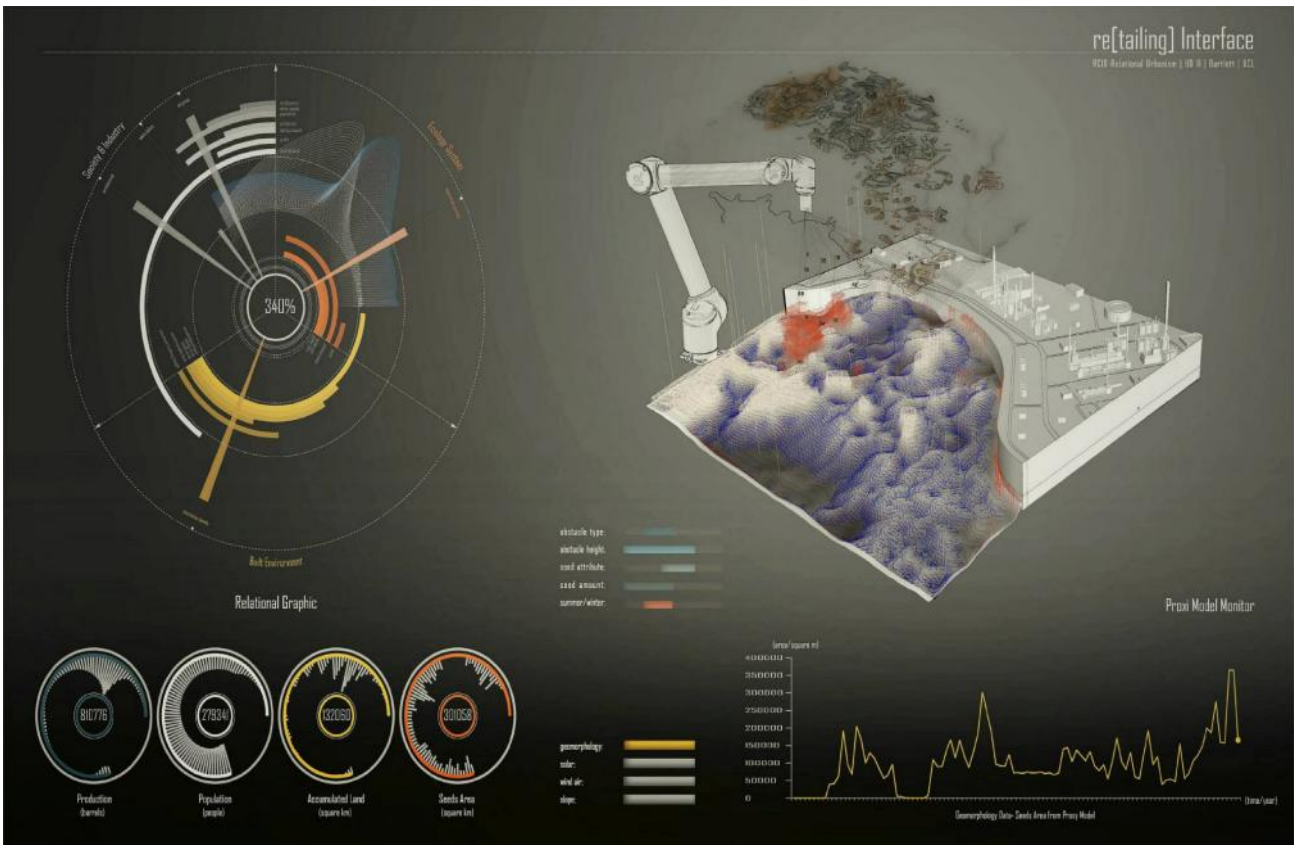 re[tailing] Interface
RC18 Relational Urbanism | UD III | Bartlett | UCL
Society & Industry
Ecology System
340%
Built Environment
Relational Graphic
obstacle type:
obstacle height:
seed attribute:
seed amount:
summer/winter:
Proxi Model Monitor
810776
Production
(barrels)
279341
Population
(people)
132060
Accumulated Land
(square km)
301058
Seeds Area
(square km)
geomorphology:
solar:
wind air:
slope:
(area/square m)
400000
350000
300000
250000
200000
150000
100000
50000
0
(time/year)
Geomorphology Data- Seeds Area from Proxy Model